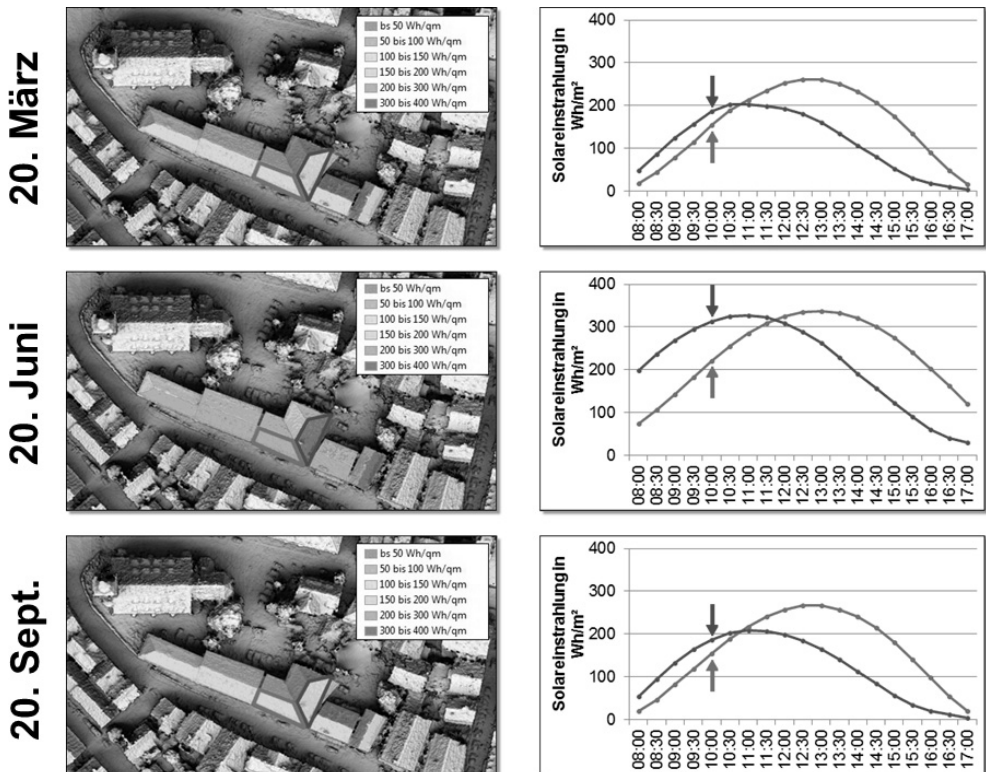 20. März
bs 50 Wh/qm
50 bis 100 Wh/qm
100 bis 150 Wh/qm
150 bis 200 Wh/qm
200 bis 300 Wh/qm
300 bis 400 Wh/qm
Solareinstrahlungin
Wh/m²
400
300
200
100
0
08:00 08:30 09:00 09:30 10:00 10:30 11:00 11:30 12:00 12:30 13:00 13:30 14:00 14:30 15:00 15:30 16:00 16:30 17:00
20. Juni
bs 50 Wh/qm
50 bis 100 Wh/qm
100 bis 150 Wh/qm
150 bis 200 Wh/qm
200 bis 300 Wh/qm
300 bis 400 Wh/qm
Solareinstrahlungin
Wh/m²
400
300
200
100
0
08:00 08:30 09:00 09:30 10:00 10:30 11:00 11:30 12:00 12:30 13:00 13:30 14:00 14:30 15:00 15:30 16:00 16:30 17:00
20. Sept.
bs 50 Wh/qm
50 bis 100 Wh/qm
100 bis 150 Wh/qm
150 bis 200 Wh/qm
200 bis 300 Wh/qm
300 bis 400 Wh/qm
Solareinstrahlungin
Wh/m²
400
300
200
100
0
08:00 08:30 09:00 09:30 10:00 10:30 11:00 11:30 12:00 12:30 13:00 13:30 14:00 14:30 15:00 15:30 16:00 16:30 17:00